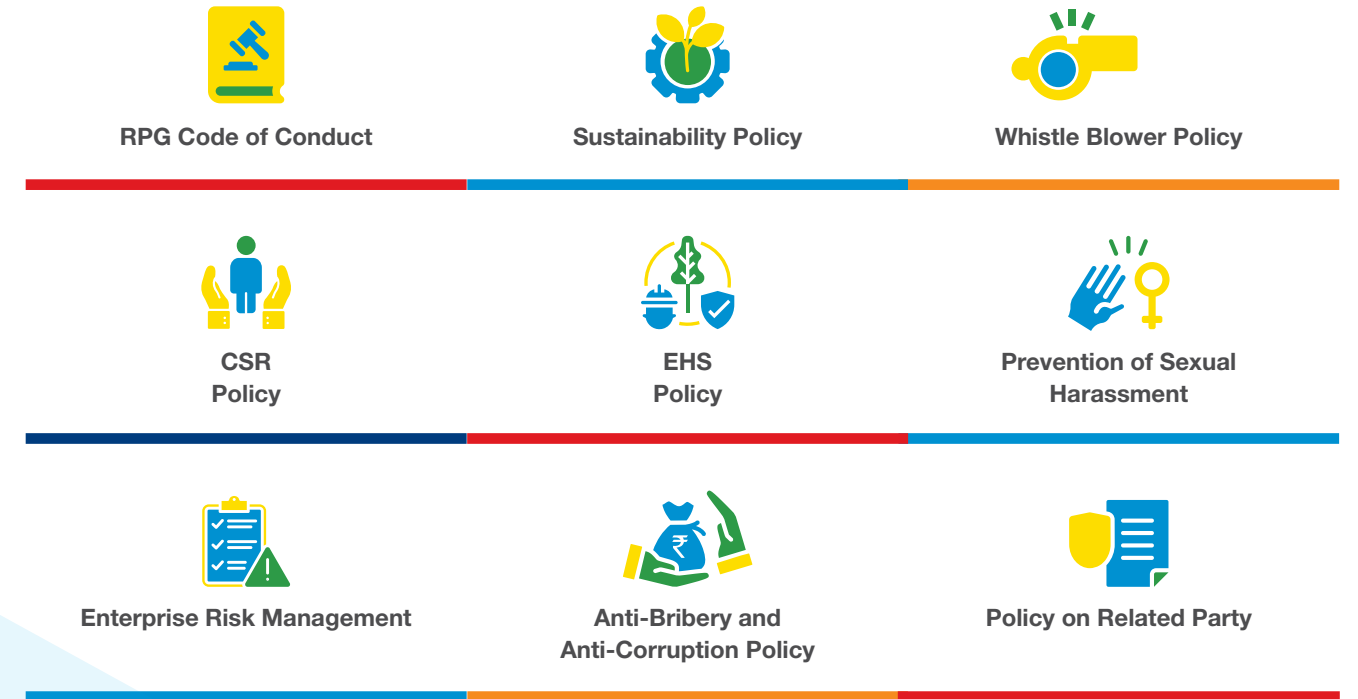 RPG Code of Conduct
Sustainability Policy
Whistle Blower Policy
CSR
Policy
EHS
Policy
Prevention of Sexual
Harassment
₹
Enterprise Risk Management
Anti-Bribery and
Anti-Corruption Policy
Policy on Related Party